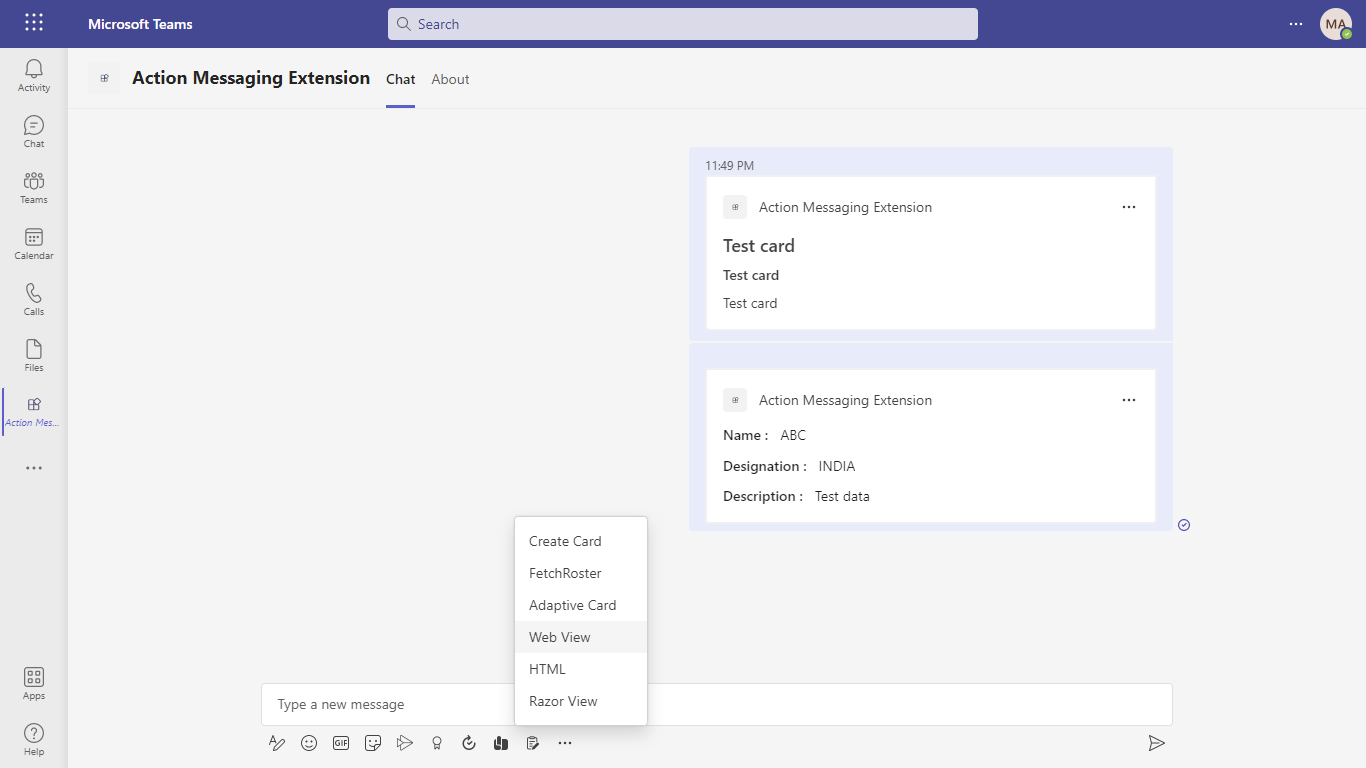 Microsoft Teams
Search
MA
Activity
Chat
Teams
Calendar
Calls
Files
Action Mes...
Apps
Help
Action Messaging Extension
Chat
About
11:49 PM
Action Messaging Extension
Test card
Test card
Test card
Action Messaging Extension
Name : ABC
Designation : INDIA
Description : Test data
Create Card
FetchRoster
Adaptive Card
Web View
HTML
Razor View
Type a new message
GIF